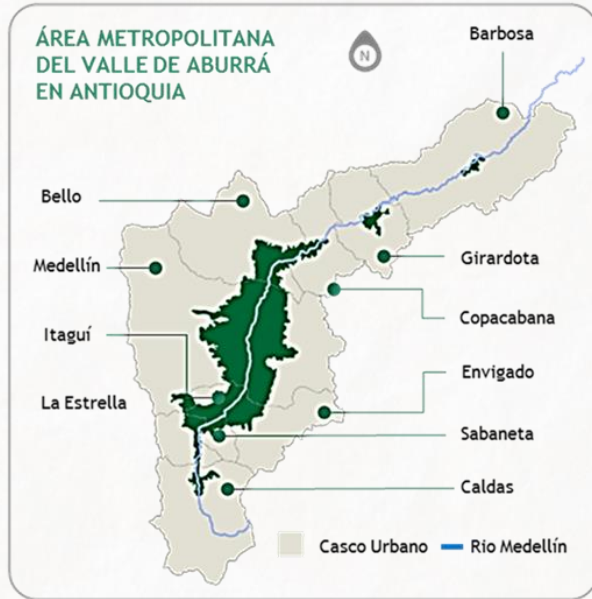 ÁREA METROPOLITANA
DEL VALLE DE ABURRÁ
EN ANTIOQUIA
N
Barbosa
Bello
Medellín
Girardota
Itaguí
Copacabana
Envigado
La Estrella
Sabaneta
Caldas
Casco Urbano
Rio Medellín